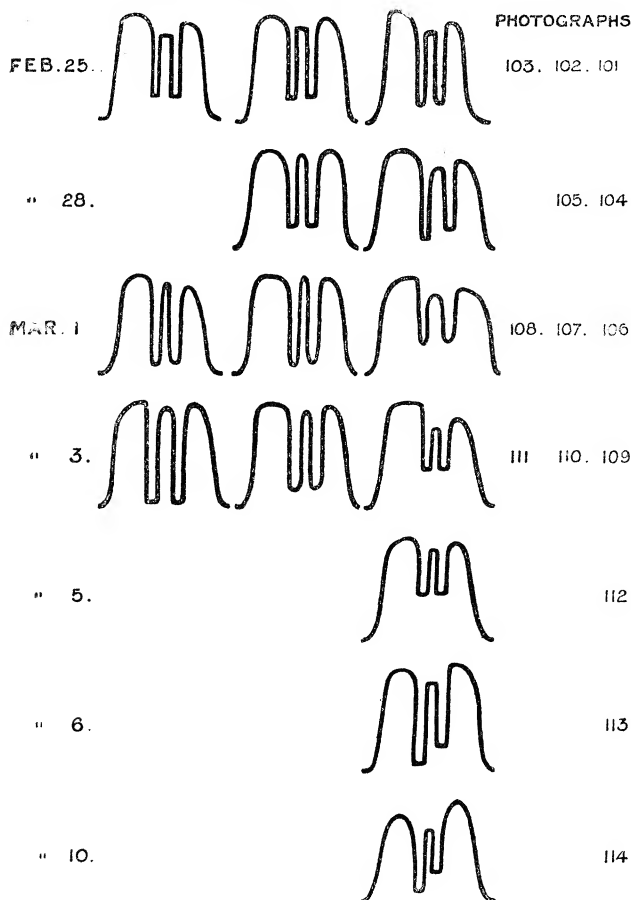 PHOTOGRAPHS
FEB. 25. 103. 102. 101
" 28. 105. 104
MAR. 1 108. 107. 106
" 3. 111 110. 109
" 5. 112
" 6. 113
" 10. 114